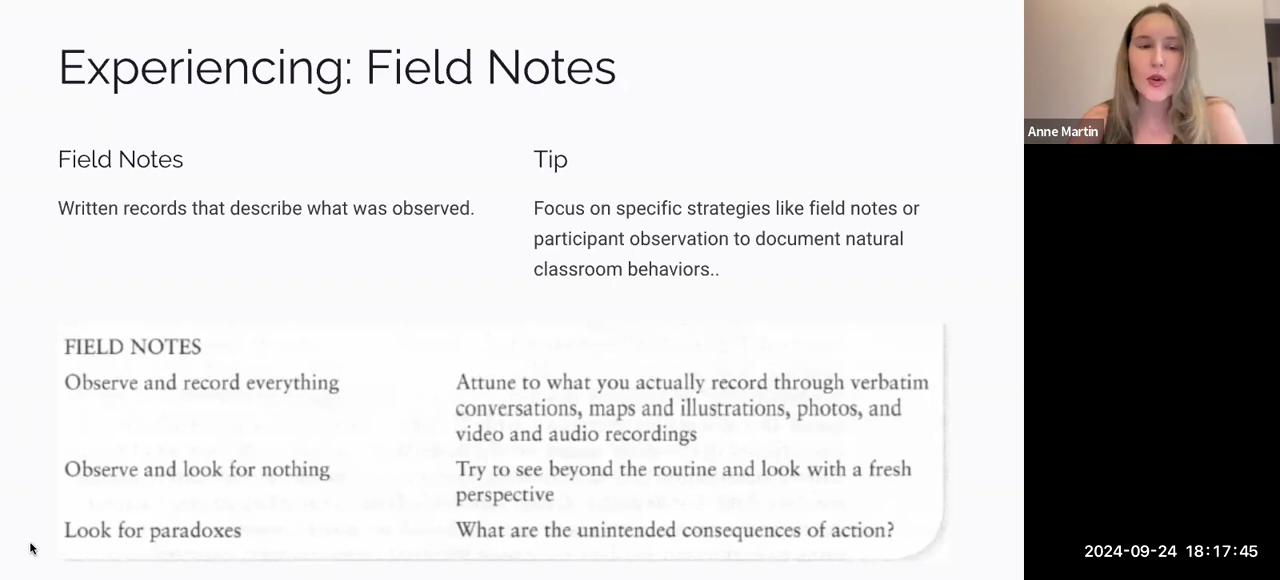 Experiencing: Field Notes
Field Notes
Written records that describe what was observed.
Tip
Focus on specific strategies like field notes or
participant observation to document natural
classroom behaviors..
FIELD NOTES
Observe and record everything
Attune to what you actually record through verbatim
conversations, maps and illustrations, photos, and
video and audio recordings
Observe and look for nothing
Try to see beyond the routine and look with a fresh
perspective
Look for paradoxes
What are the unintended consequences of action?
Anne Martin
2024-09-24 18:17:45